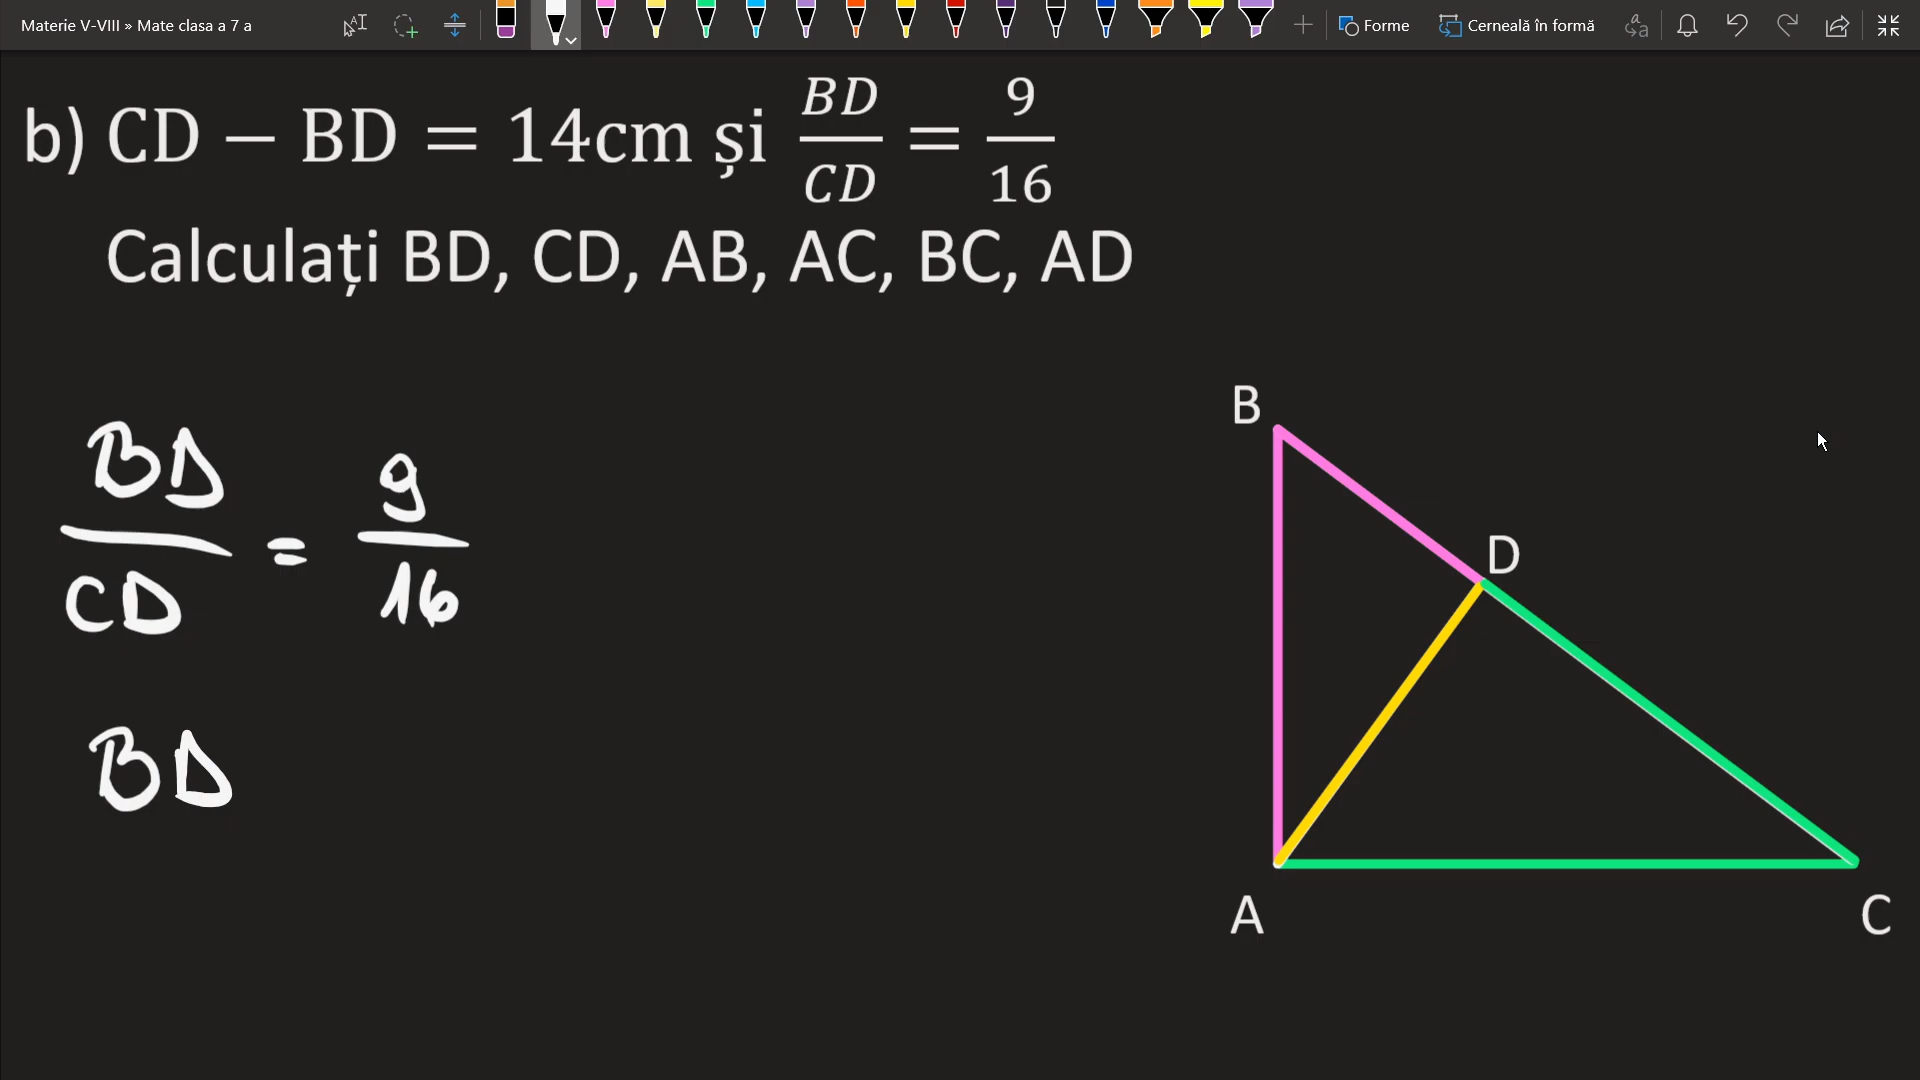 Materie V-VIII » Mate clasa a 7 a
Forme
Cerneală în formă
b) CD − BD = 14cm și BD/CD = 9/16
Calculați BD, CD, AB, AC, BC, AD
BD/CD = 9/16
BD
B
D
A
C